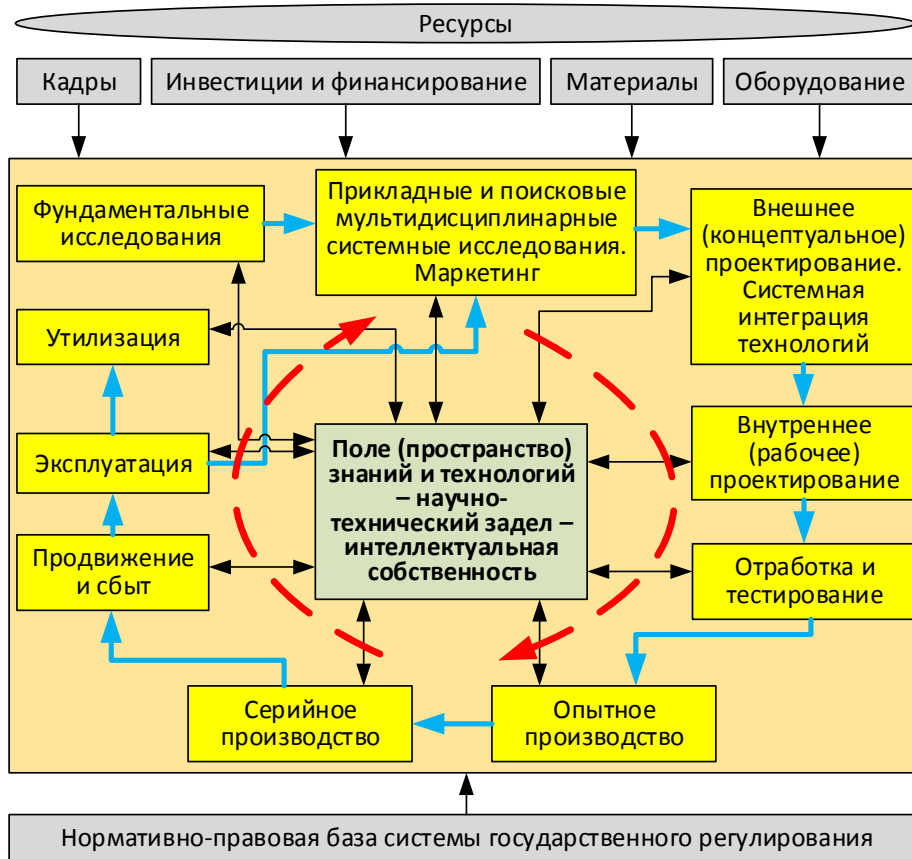 Ресурсы
Кадры
Инвестиции и финансирование
Материалы
Оборудование
Фундаментальные
исследования
Прикладные и поисковые
мультидисциплинарные
системные исследования.
Маркетинг
Внешнее
(концептуальное)
проектирование.
Системная
интеграция
технологий
Утилизация
Эксплуатация
Поле (пространство)
знаний и технологий
– научно-
технический задел –
интеллектуальная
собственность
Внутреннее
(рабочее)
проектирование
Продвижение
и сбыт
Отработка и
тестирование
Серийное
производство
Опытное
производство
Нормативно-правовая база системы государственного регулирования